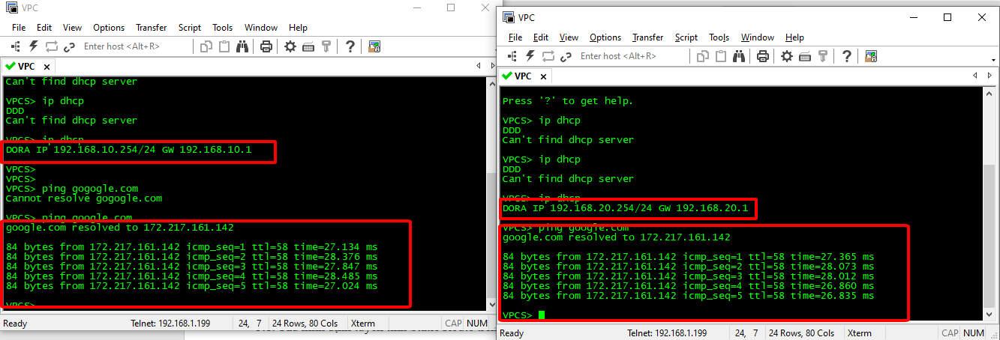 VPC
File Edit View Options Transfer Script Tools Window Help
Enter host <Alt+R>
VPC
Can't find dhcp server
VPCS> ip dhcp
DDD
Can't find dhcp server
VPCS> ip dhcp
DORA IP 192.168.10.254/24 GW 192.168.10.1
VPCS>
VPCS>
VPCS> ping gogogle.com
Cannot resolve gogogle.com
VPCS> ping google.com
google.com resolved to 172.217.161.142
84 bytes from 172.217.161.142 icmp_seq=1 ttl=58 time=27.134 ms
84 bytes from 172.217.161.142 icmp_seq=2 ttl=58 time=28.376 ms
84 bytes from 172.217.161.142 icmp_seq=3 ttl=58 time=27.847 ms
84 bytes from 172.217.161.142 icmp_seq=4 ttl=58 time=28.485 ms
84 bytes from 172.217.161.142 icmp_seq=5 ttl=58 time=27.024 ms
VPCS>
Ready Telnet: 192.168.1.199 24, 7 24 Rows, 80 Cols Xterm CAP NUM
VPC
File Edit View Options Transfer Script Tools Window Help
Enter host <Alt+R>
VPC
Press '?' to get help.
VPCS> ip dhcp
DDD
Can't find dhcp server
VPCS> ip dhcp
DDD
Can't find dhcp server
VPCS> ip dhcp
DORA IP 192.168.20.254/24 GW 192.168.20.1
VPCS> ping google.com
google.com resolved to 172.217.161.142
84 bytes from 172.217.161.142 icmp_seq=1 ttl=58 time=27.365 ms
84 bytes from 172.217.161.142 icmp_seq=2 ttl=58 time=28.073 ms
84 bytes from 172.217.161.142 icmp_seq=3 ttl=58 time=28.012 ms
84 bytes from 172.217.161.142 icmp_seq=4 ttl=58 time=26.860 ms
84 bytes from 172.217.161.142 icmp_seq=5 ttl=58 time=26.835 ms
VPCS>
Ready Telnet: 192.168.1.199 24, 7 24 Rows, 80 Cols Xterm CAP NUM